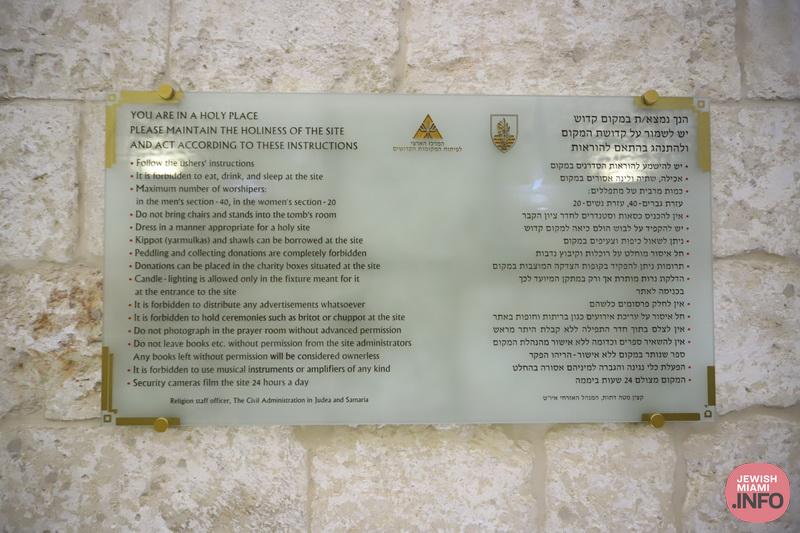 YOU ARE IN A HOLY PLACE
PLEASE MAINTAIN THE HOLINESS OF THE SITE
AND ACT ACCORDING TO THESE INSTRUCTIONS
• Follow the ushers' instructions
• It is forbidden to eat, drink, and sleep at the site
• Maximum number of worshipers:
in the men's section - 40, in the women's section - 20
• Do not bring chairs and stands into the tomb's room
• Dress in a manner appropriate for a holy site
• Kippot (yarmulkas) and shawls can be borrowed at the site
• Peddling and collecting donations are completely forbidden
• Donations can be placed in the charity boxes situated at the site
• Candle-lighting is allowed only in the fixture meant for it
at the entrance to the site
• It is forbidden to distribute any advertisements whatsoever
• It is forbidden to hold ceremonies such as britot or chuppot at the site
• Do not photograph in the prayer room without advanced permission
• Do not leave books etc. without permission from the site administrators
Any books left without permission will be considered ownerless
• It is forbidden to use musical instruments or amplifiers of any kind
• Security cameras film the site 24 hours a day
Religion staff officer, The Civil Administration in Judea and Samaria
המרכז הארצי
לפיתוח המקומות הקדושים
הנך נמצא/ת במקום קדוש
יש לשמור על קדושת המקום
ולהתנהג בהתאם להוראות
• יש להישמע להוראות הסדרנים במקום
• אכילה, שתיה ולינה אסורים במקום
• כמות מרבית של מתפללים:
עזרת גברים-40, עזרת נשים-20
• אין להכניס כסאות וסטנדרים לחדר ציון הקבר
• יש להקפיד על לבוש הולם כיאה למקום קדוש
• ניתן לשאול כיפות וצעיפים במקום
• חל איסור מוחלט על רוכלות וקיבוץ נדבות
• תרומות ניתן להפקיד בקופות הצדקה המוצבות במקום
• הדלקת נרות מותרת אך ורק במתקן המיועד לכך
בכניסה לאתר
• אין לחלק פרסומים כלשהם
• חל איסור על עריכת אירועים כגון בריתות וחופות באתר
• אין לצלם בתוך חדר התפילה ללא קבלת היתר מראש
• אין להשאיר ספרים וכדומה ללא אישור מהנהלת המקום
ספר שנותר במקום ללא אישור - הריהו הפקר
• הפעלת כלי נגינה והגברה למיניהם אסורה בהחלט
• המקום מצולם 24 שעות ביממה
קצין מטה דתות, המנהל האזרחי איו"ש
JEWISH
MIAMI
.INFO